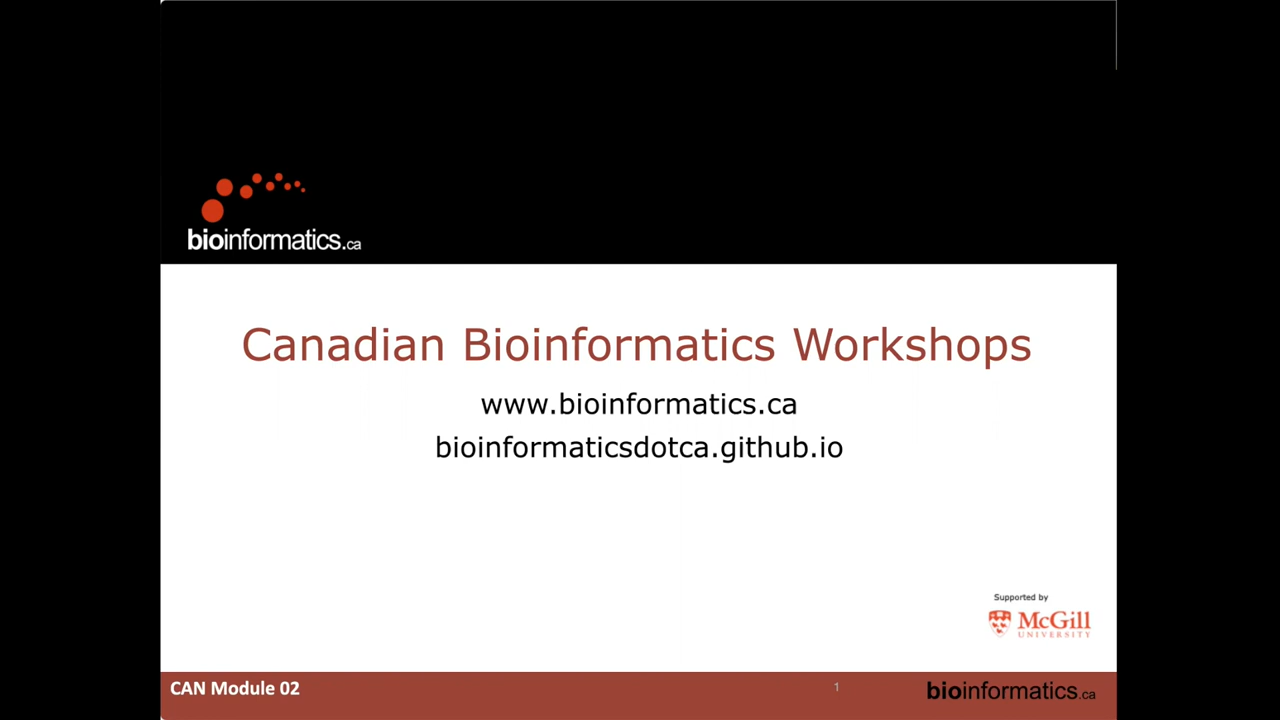 bioinformatics.ca
Canadian Bioinformatics Workshops
www.bioinformatics.ca
bioinformaticsdotca.github.io
Supported by
McGill
UNIVERSITY
CAN Module 02
1
bioinformatics.ca